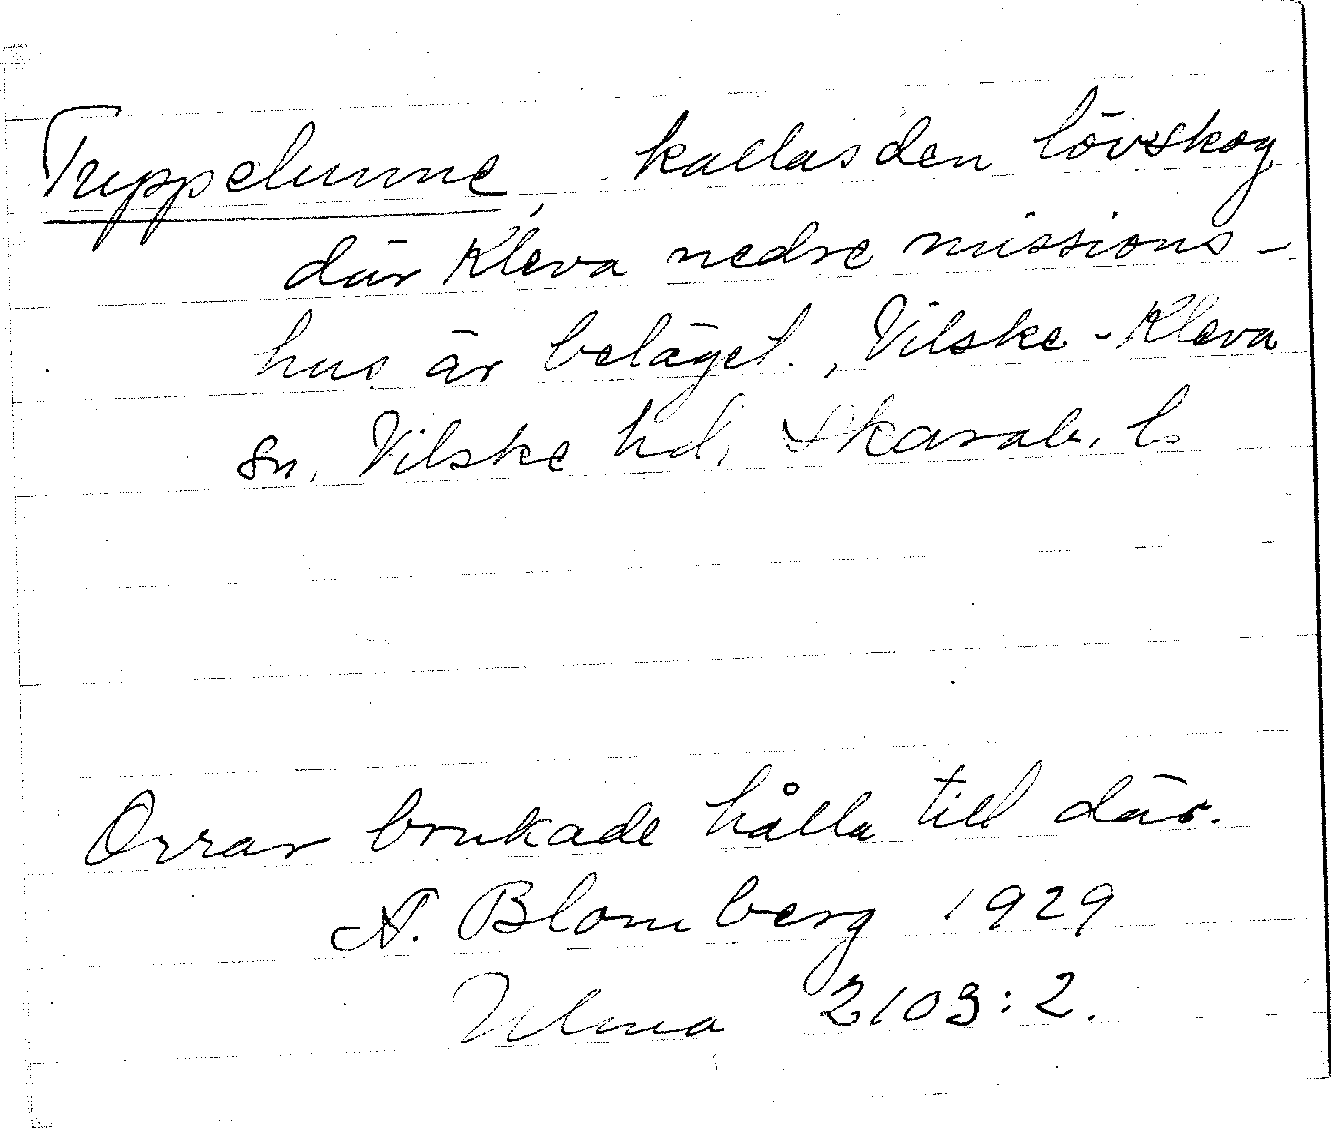 Treppelunne, kallas den lövskog
där Kleva nedre missions-
hus är beläget., Vilske-Kleva
sn, Vilske hd, Skarab. l.
Orrar brukade hålla till där.
A. Blomberg 1929
Ulma 2103:2.